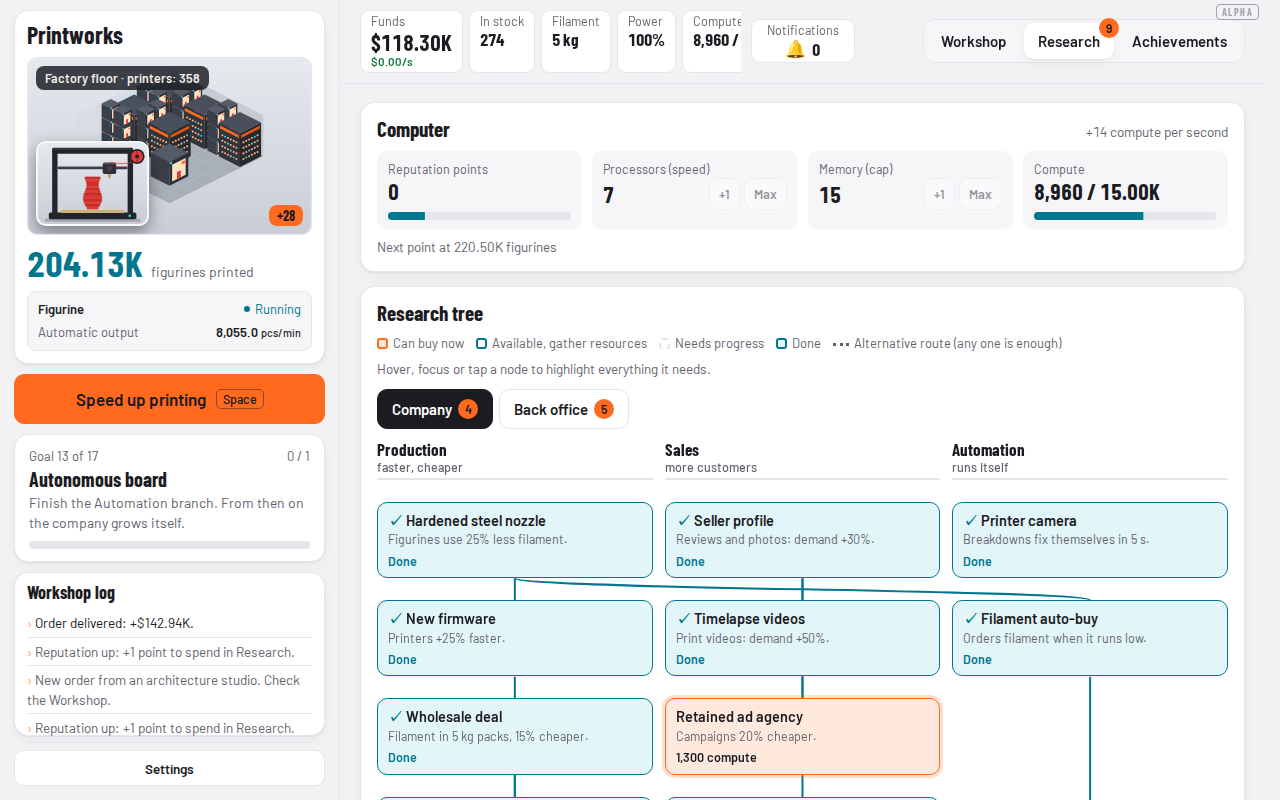 Printworks
Factory floor · printers: 358
+28
204.13K figurines printed
Figurine
Running
Automatic output
8,055.0 pcs/min
Speed up printing
Space
Goal 13 of 17
0 / 1
Autonomous board
Finish the Automation branch. From then on
the company grows itself.
Workshop log
› Order delivered: +$142.94K.
› Reputation up: +1 point to spend in Research.
› New order from an architecture studio. Check
the Workshop.
› Reputation up: +1 point to spend in Research.
Settings
Funds
$118.30K
$0.00/s
In stock
274
Filament
5 kg
Power
100%
Compute
8,960 /
Notifications
🔔 0
ALPHA
Workshop
Research
9
Achievements
Computer
+14 compute per second
Reputation points
0
Processors (speed)
7
+1
Max
Memory (cap)
15
+1
Max
Compute
8,960 / 15.00K
Next point at 220.50K figurines
Research tree
Can buy now
Available, gather resources
Needs progress
Done
Alternative route (any one is enough)
Hover, focus or tap a node to highlight everything it needs.
Company 4
Back office 5
Production
faster, cheaper
Sales
more customers
Automation
runs itself
✓ Hardened steel nozzle
Figurines use 25% less filament.
Done
✓ Seller profile
Reviews and photos: demand +30%.
Done
✓ Printer camera
Breakdowns fix themselves in 5 s.
Done
✓ New firmware
Printers +25% faster.
Done
✓ Timelapse videos
Print videos: demand +50%.
Done
✓ Filament auto-buy
Orders filament when it runs low.
Done
✓ Wholesale deal
Filament in 5 kg packs, 15% cheaper.
Done
Retained ad agency
Campaigns 20% cheaper.
1,300 compute